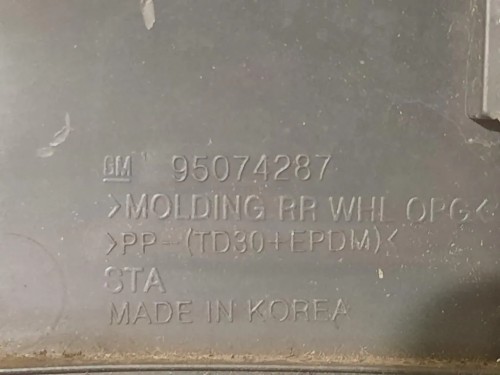 GM 95074287
>MOLDING RR WHL OPG<
>PP-(TD30+EPDM)<
STA
MADE IN KOREA